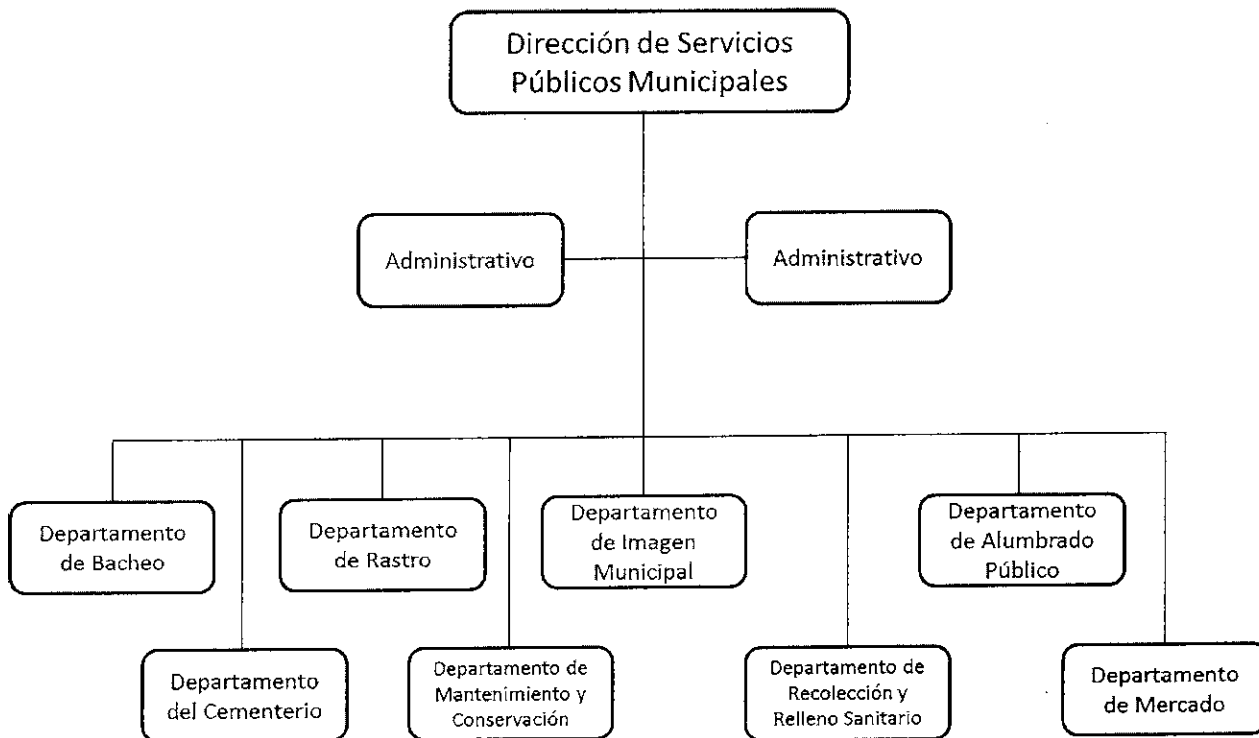 Dirección de Servicios
Públicos Municipales
Administrativo
Administrativo
Departamento
de Bacheo
Departamento
de Rastro
Departamento
de Imagen
Municipal
Departamento
de Alumbrado
Público
Departamento
del Cementerio
Departamento de
Mantenimiento y
Conservación
Departamento de
Recolección y
Relleno Sanitario
Departamento
de Mercado